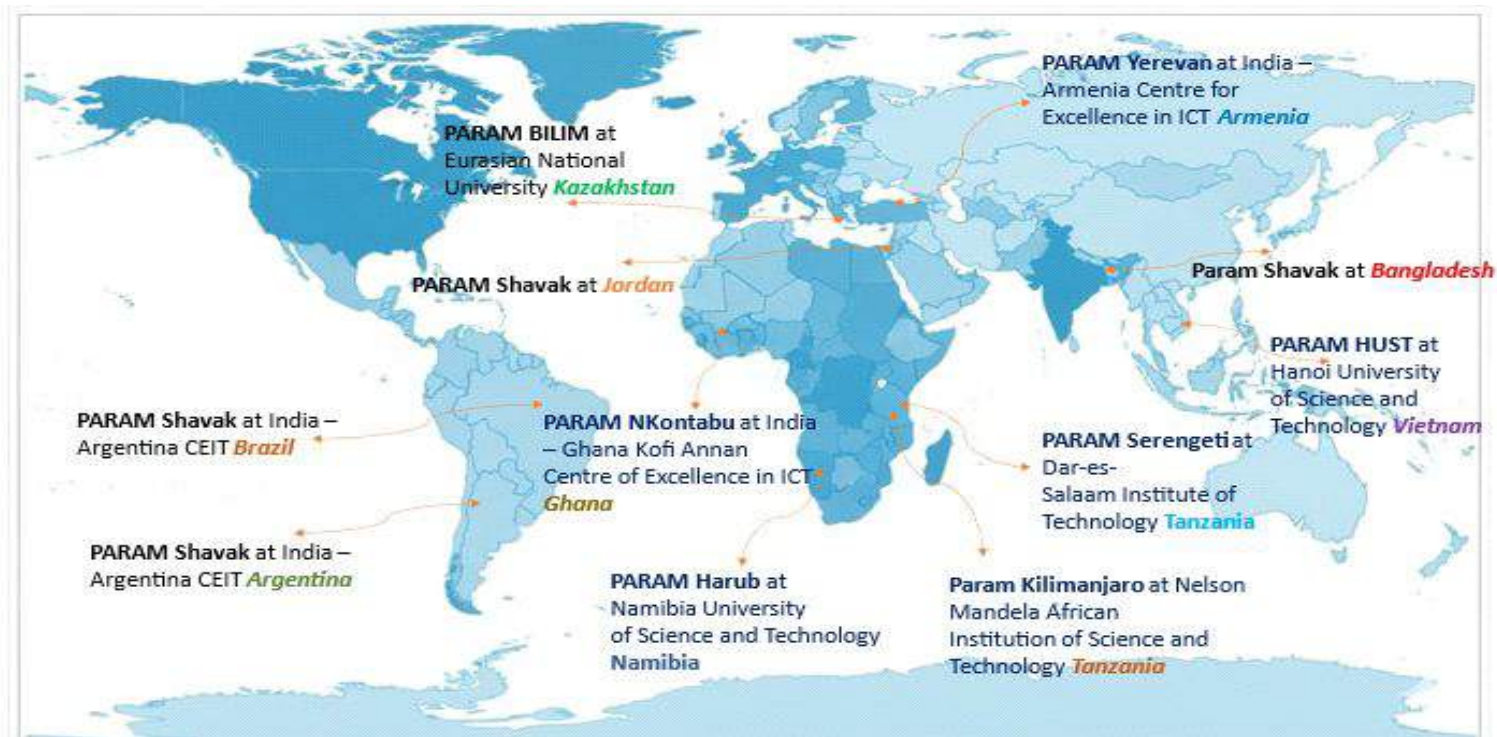 PARAM Yerevan at India –
Armenia Centre for
Excellence in ICT Armenia
PARAM BILIM at
Eurasian National
University Kazakhstan
PARAM Shavak at Jordan
Param Shavak at Bangladesh
PARAM HUST at
Hanoi University
of Science and
Technology Vietnam
PARAM Shavak at India –
Argentina CEIT Brazil
PARAM NKontabu at India
– Ghana Kofi Annan
Centre of Excellence in ICT
Ghana
PARAM Serengeti at
Dar-es-
Salaam Institute of
Technology Tanzania
PARAM Shavak at India –
Argentina CEIT Argentina
PARAM Harub at
Namibia University
of Science and Technology
Namibia
Param Kilimanjaro at Nelson
Mandela African
Institution of Science and
Technology Tanzania